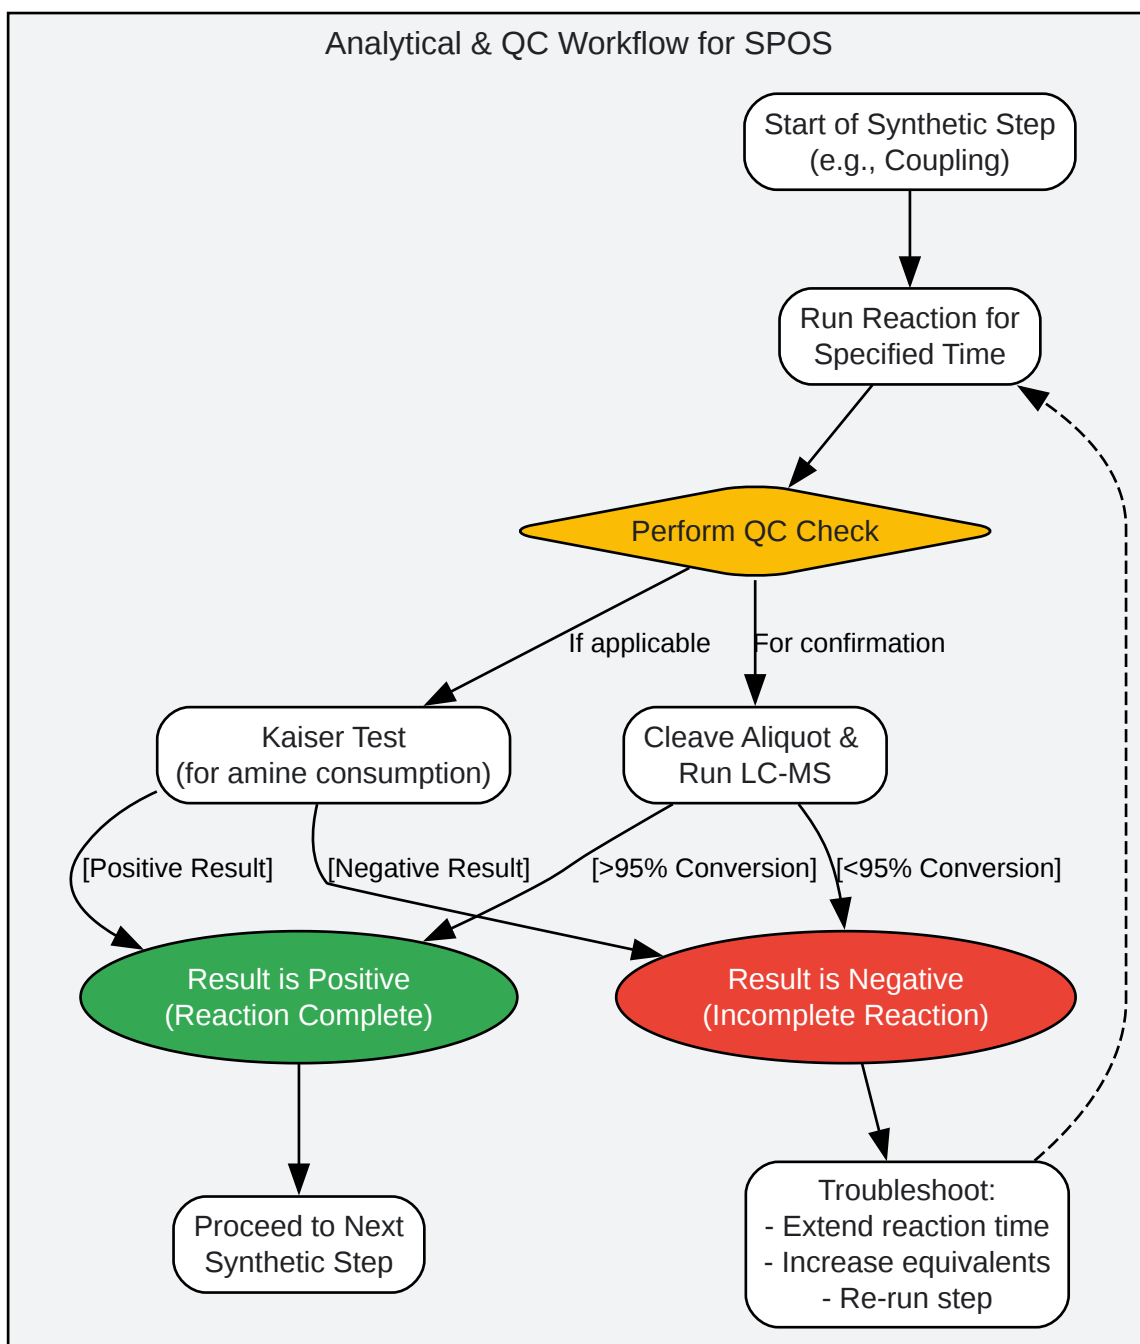 Analytical & QC Workflow for SPOS
Start of Synthetic Step
(e.g., Coupling)
Run Reaction for
Specified Time
Perform QC Check
If applicable
For confirmation
Kaiser Test
(for amine consumption)
Cleave Aliquot &
Run LC-MS
[Positive Result]
[Negative Result]
[>95% Conversion]
[<95% Conversion]
Result is Positive
(Reaction Complete)
Result is Negative
(Incomplete Reaction)
Proceed to Next
Synthetic Step
Troubleshoot:
- Extend reaction time
- Increase equivalents
- Re-run step